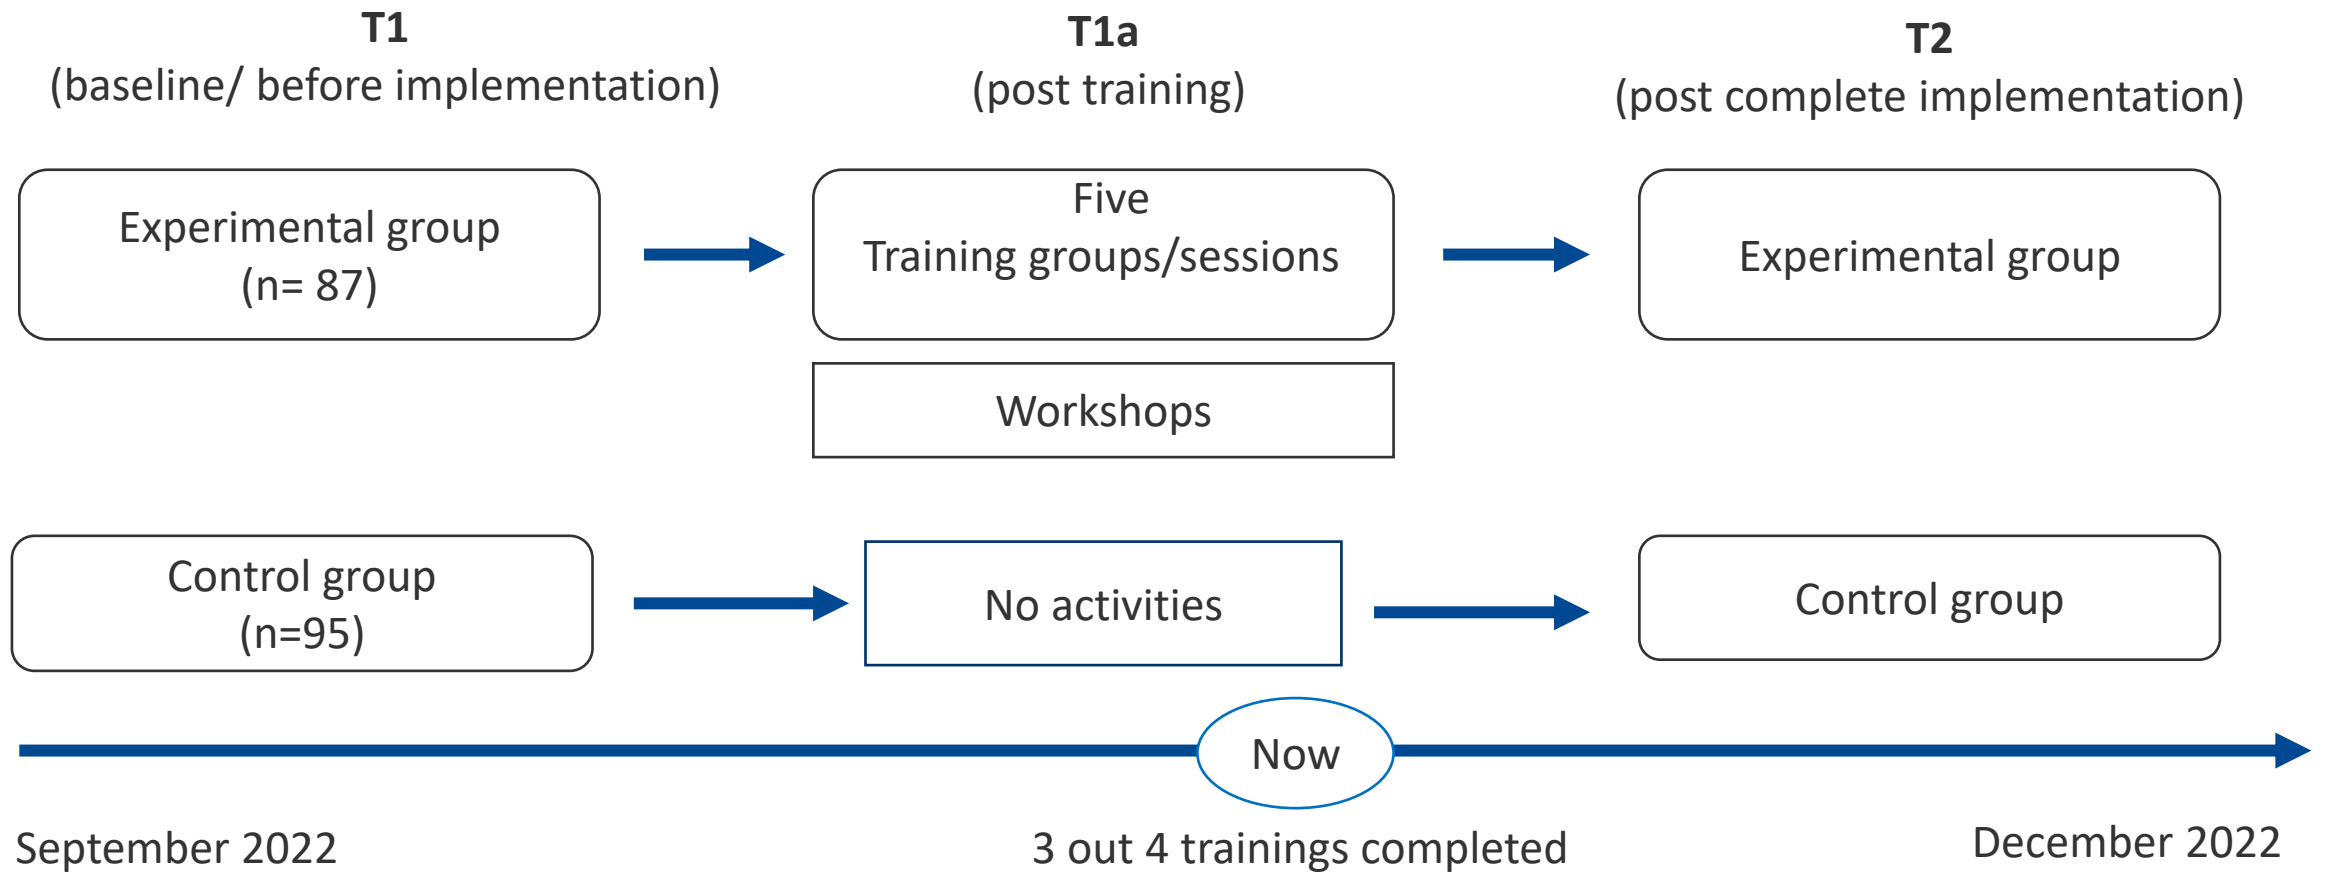 T1
(baseline/ before implementation)
T1a
(post training)
T2
(post complete implementation)
Experimental group
(n= 87)
Five
Training groups/sessions
Experimental group
Workshops
Control group
(n=95)
No activities
Control group
Now
September 2022
3 out 4 trainings completed
December 2022